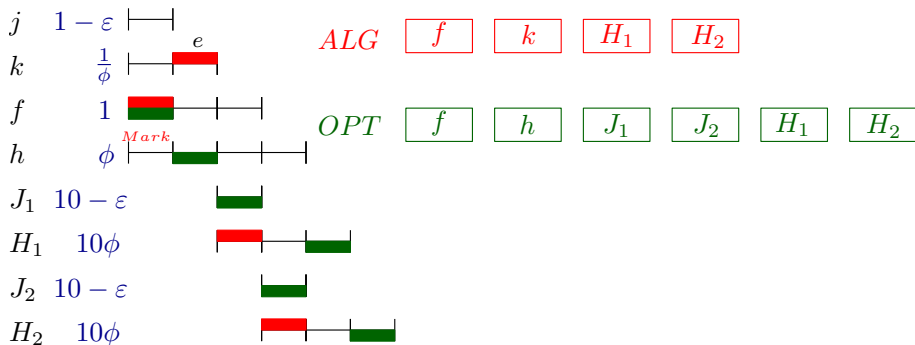 j 1 − ε
ALG f k H₁ H₂
e
k 1/ϕ
f 1
OPT f h J₁ J₂ H₁ H₂
Mark
h ϕ
J₁ 10 − ε
H₁ 10ϕ
J₂ 10 − ε
H₂ 10ϕ